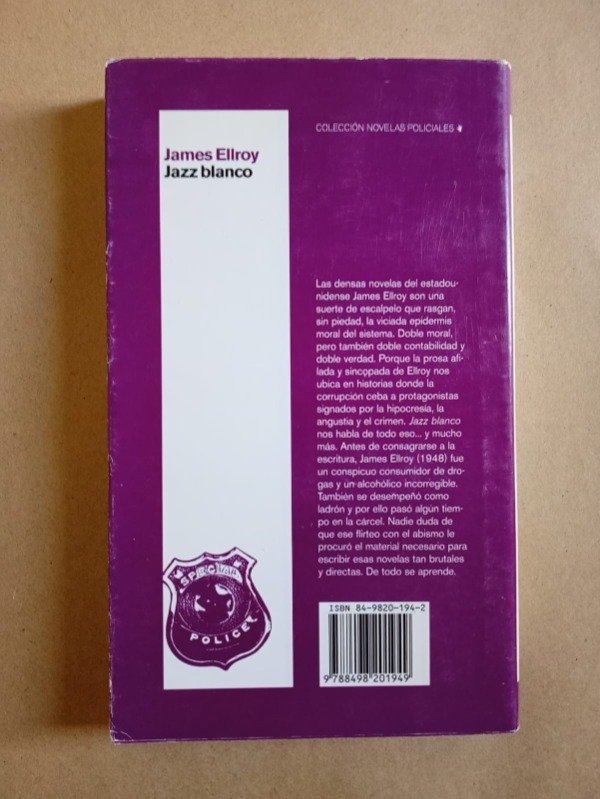 COLECCIÓN NOVELAS POLICIALES
James Ellroy
Jazz blanco
Las densas novelas del estadou-
nidense James Ellroy son una
suerte de escalpelo que rasgan,
sin piedad, la viciada epidermis
moral del sistema. Doble moral,
pero también doble contabilidad y
doble verdad. Porque la prosa afi-
lada y sincopada de Ellroy nos
ubica en historias donde la
corrupción ceba a protagonistas
signados por la hipocresía, la
angustia y el crimen. Jazz blanco
nos habla de todo eso... y mucho
más. Antes de consagrarse a la
escritura, James Ellroy (1948) fue
un conspicuo consumidor de dro-
gas y un alcohólico incorregible.
También se desempeñó como
ladrón y por ello pasó algún tiem-
po en la cárcel. Nadie duda de
que ese flirteo con el abismo le
procuró el material necesario para
escribir esas novelas tan brutales
y directas. De todo se aprende.
SPECIAL
POLICE
ISBN 84-9820-194-2
9 788498 201949